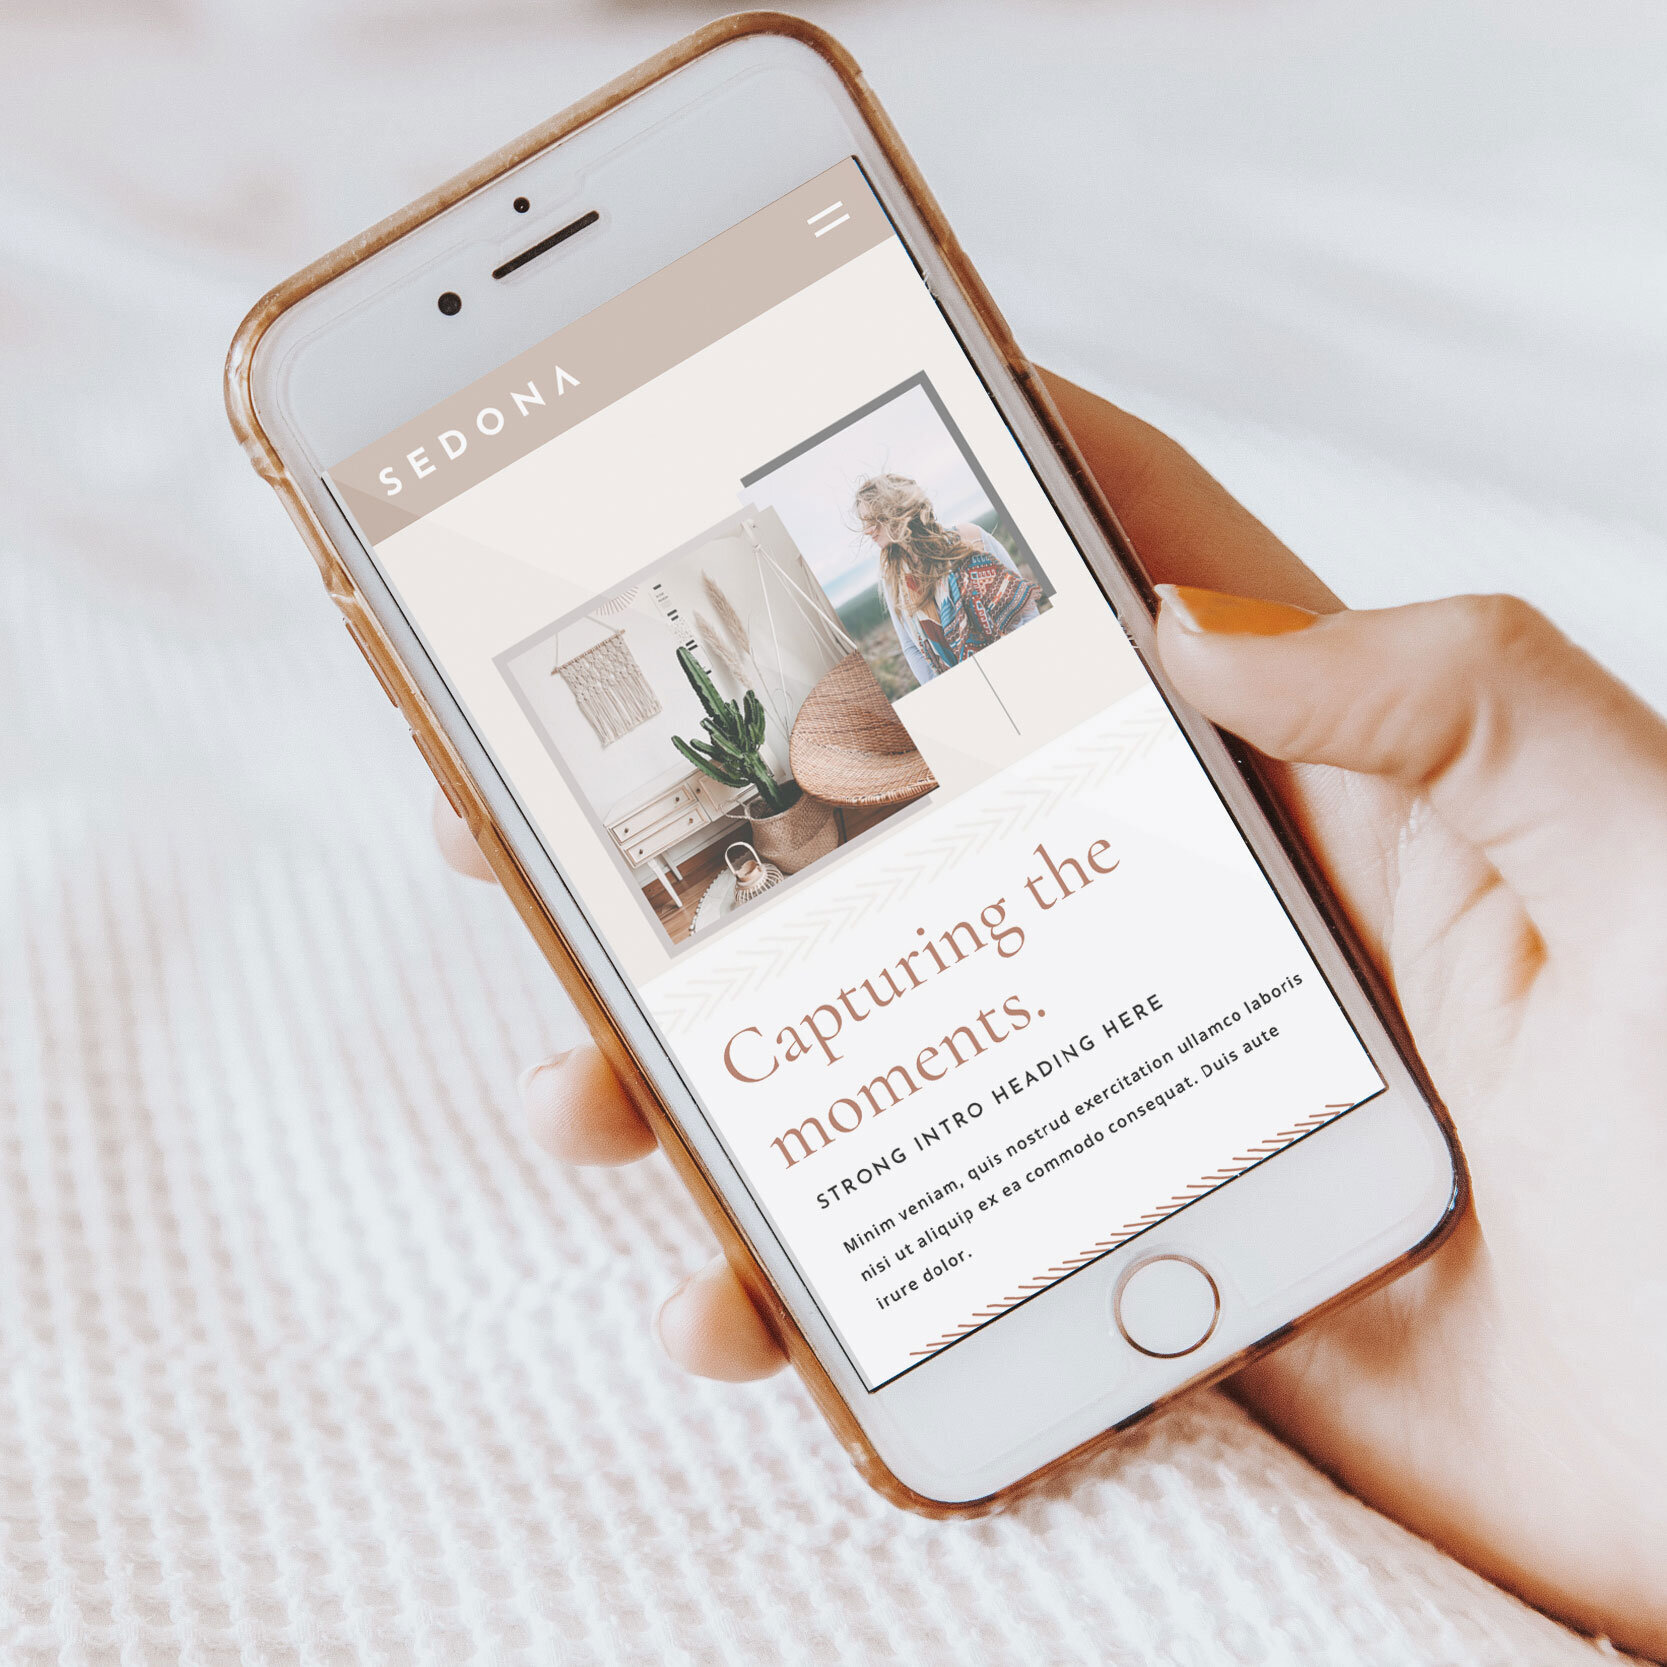 SEDONA
Capturing the
moments.
STRONG INTRO HEADING HERE
Minim veniam, quis nostrud exercitation ullamco laboris
nisi ut aliquip ex ea commodo consequat. Duis aute
irure dolor.